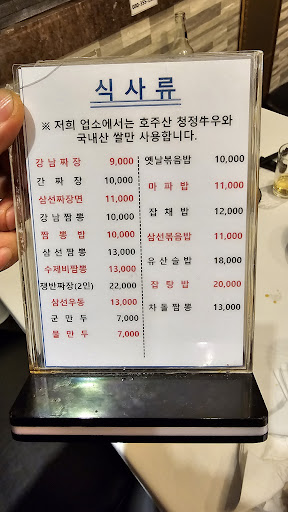 식사류
※ 저희 업소에서는 호주산 청정牛우와
국내산 쌀만 사용합니다.
강남짜장 9,000
간짜장 10,000
삼선짜장면 11,000
강남짬뽕 10,000
짬뽕밥 10,000
삼선짬뽕 13,000
수제비짬뽕 13,000
쟁반짜장(2인) 22,000
삼선우동 13,000
군만두 7,000
물만두 7,000
옛날볶음밥 10,000
마파밥 11,000
잡채밥 12,000
삼선볶음밥 11,000
유산슬밥 18,000
잡탕밥 20,000
차돌짬뽕 13,000